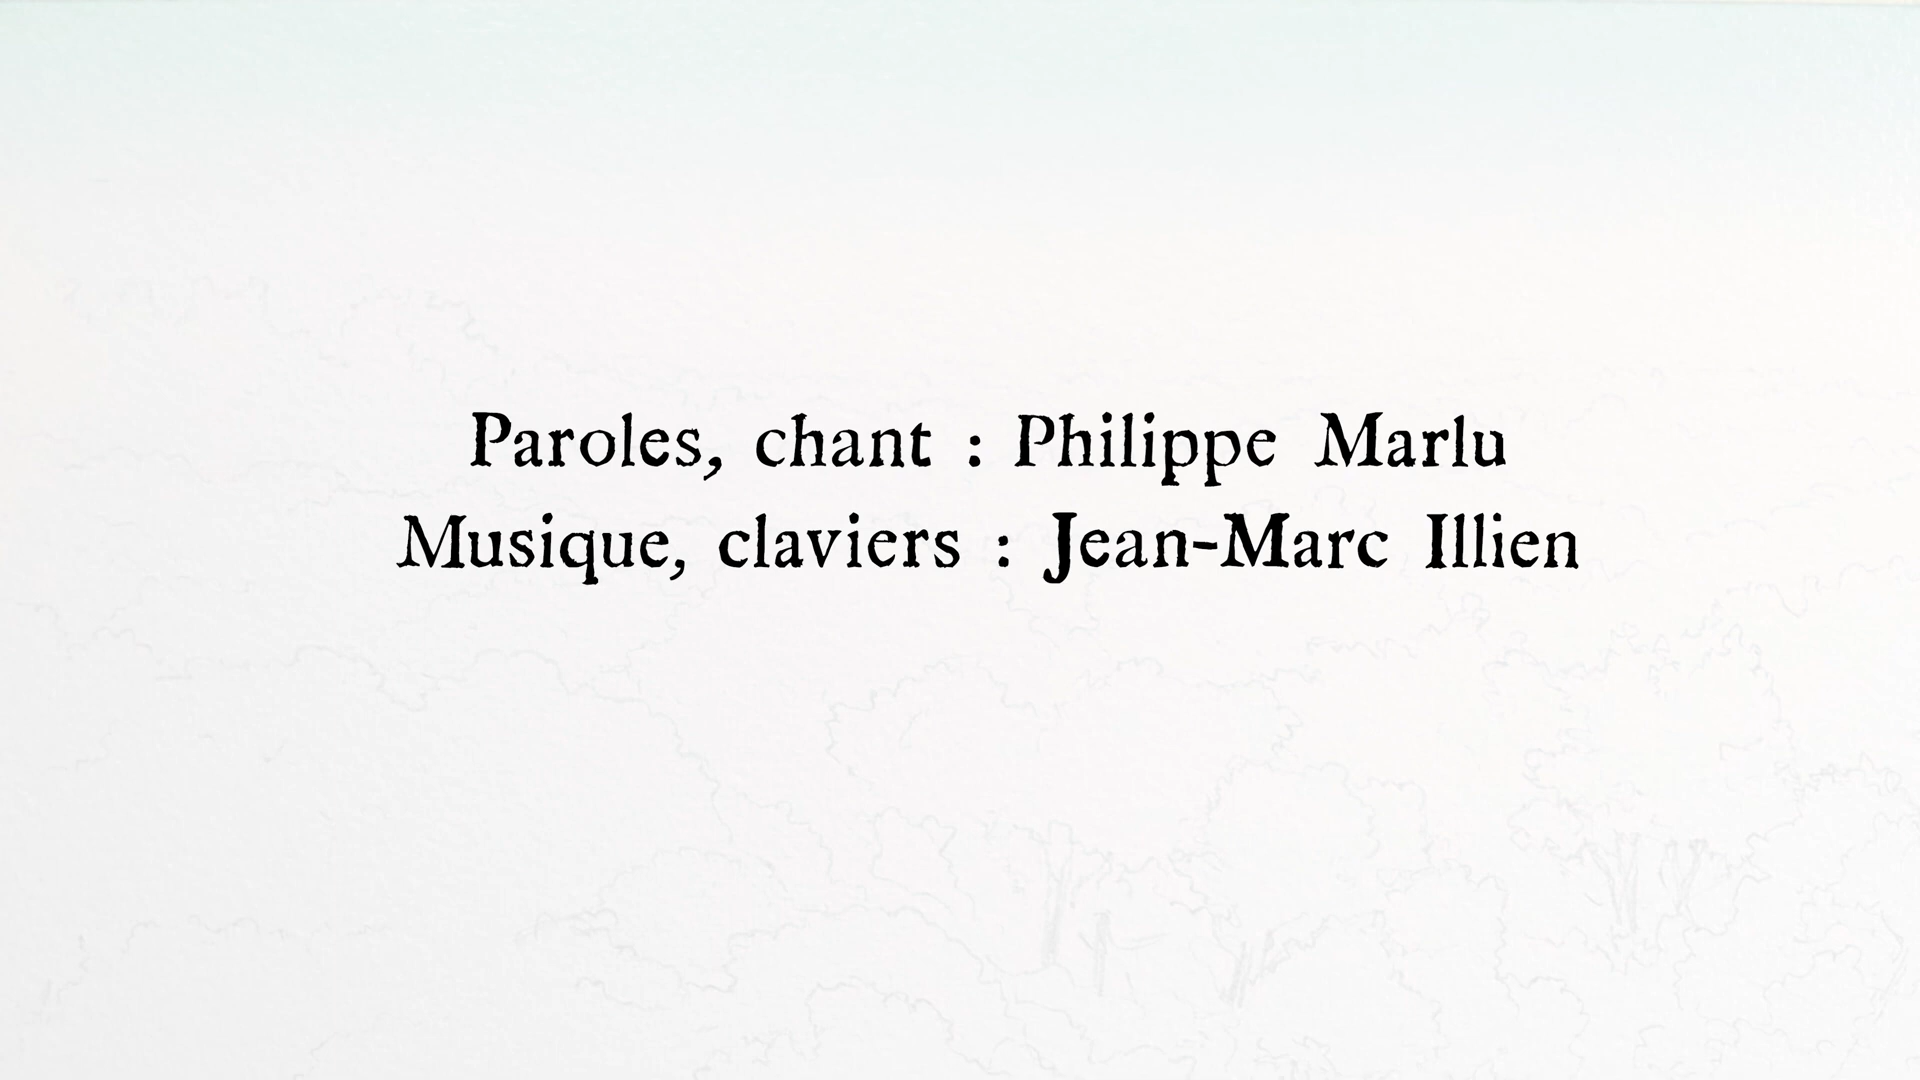 Paroles, chant : Philippe Marlu
Musique, claviers : Jean-Marc Illien